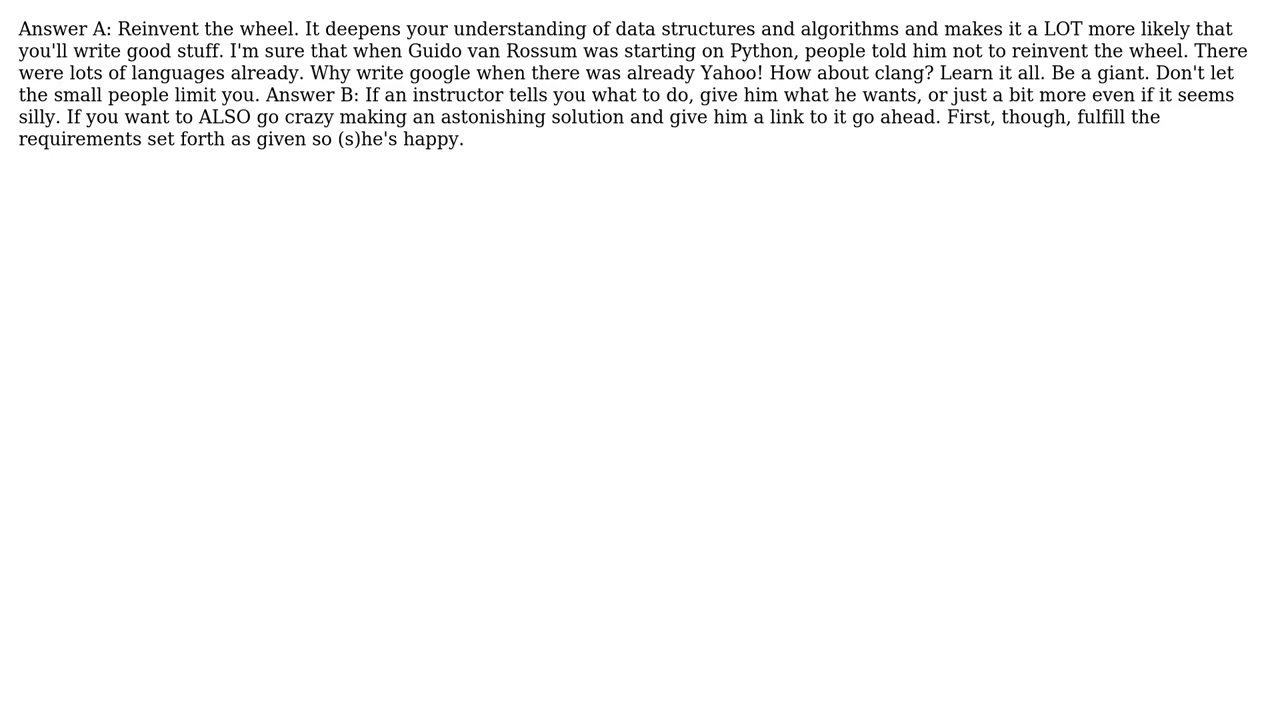 Answer A: Reinvent the wheel. It deepens your understanding of data structures and algorithms and makes it a LOT more likely that
you'll write good stuff. I'm sure that when Guido van Rossum was starting on Python, people told him not to reinvent the wheel. There
were lots of languages already. Why write google when there was already Yahoo! How about clang? Learn it all. Be a giant. Don't let
the small people limit you. Answer B: If an instructor tells you what to do, give him what he wants, or just a bit more even if it seems
silly. If you want to ALSO go crazy making an astonishing solution and give him a link to it go ahead. First, though, fulfill the
requirements set forth as given so (s)he's happy.